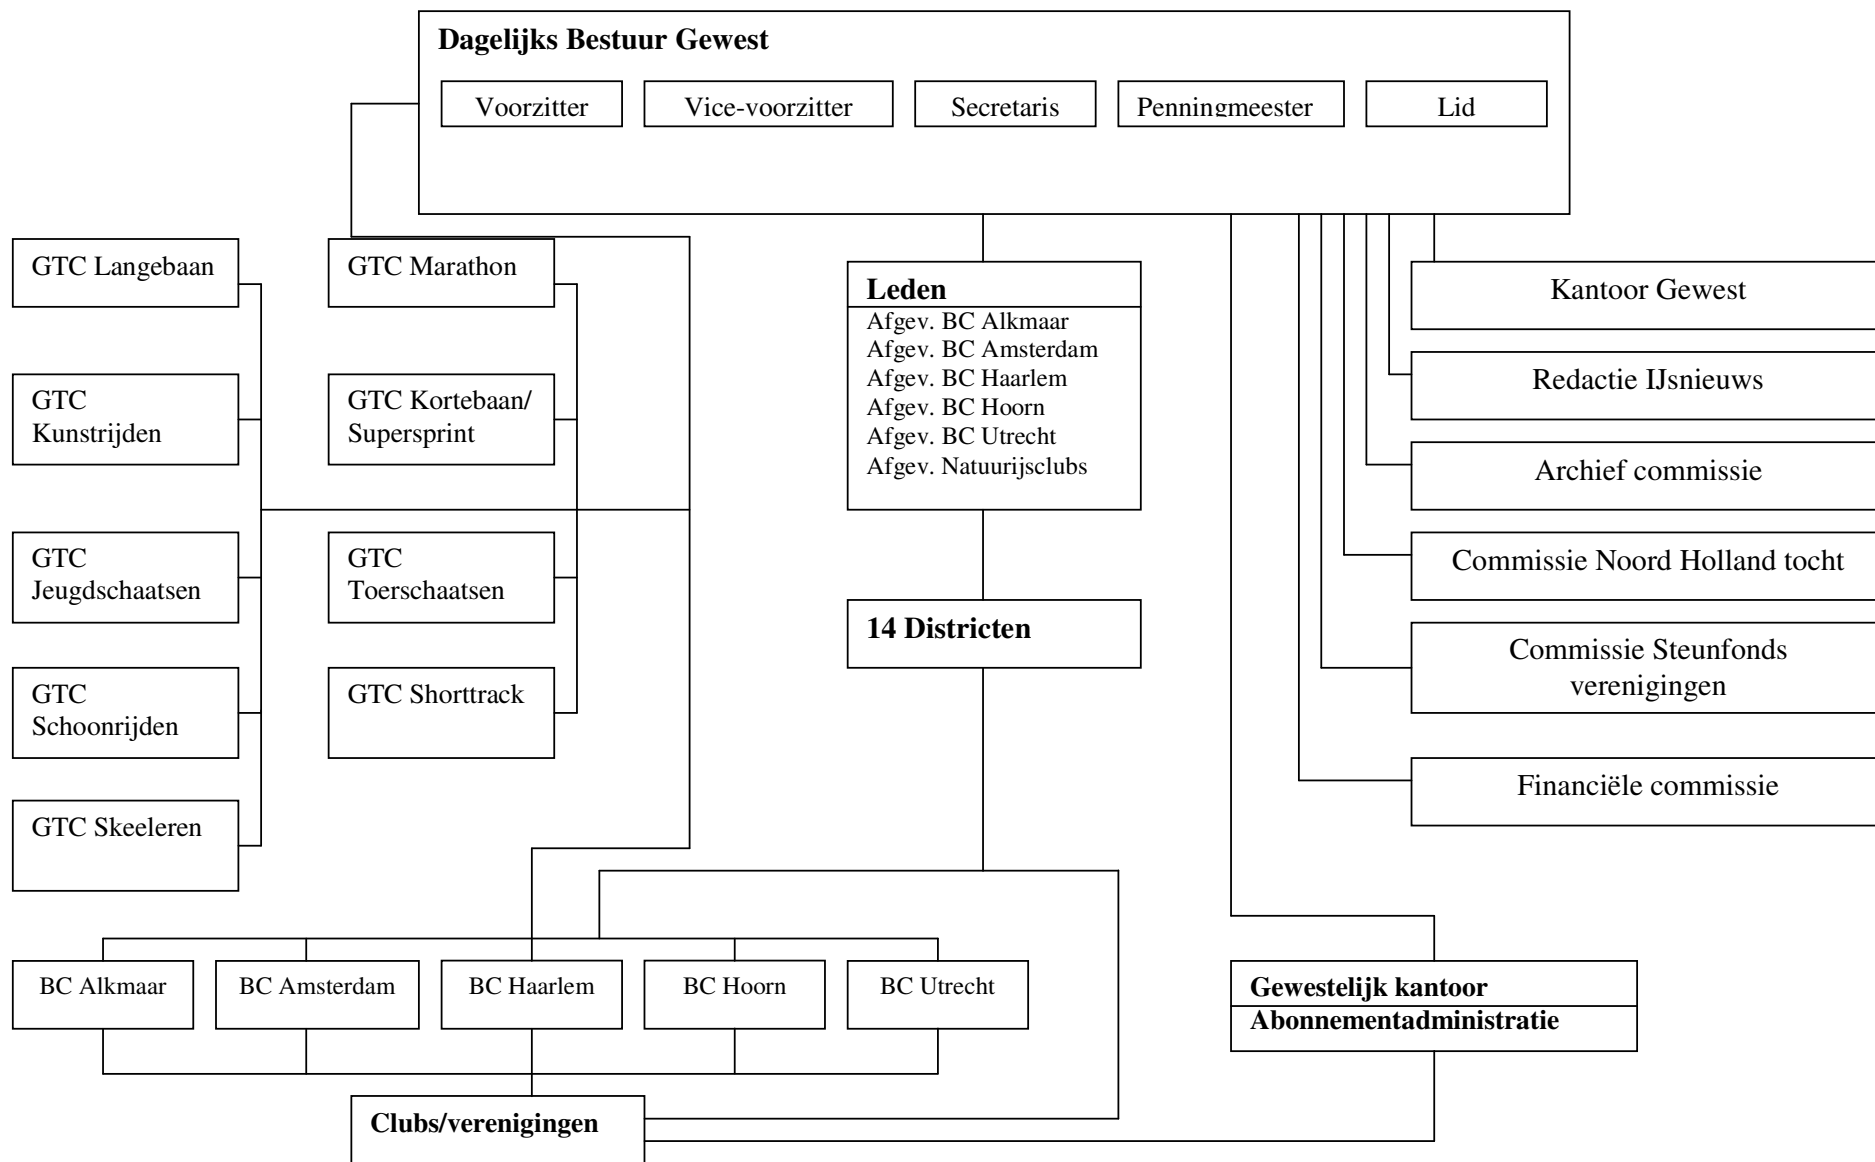 Dagelijks Bestuur Gewest
Voorzitter
Vice-voorzitter
Secretaris
Penningmeester
Lid
GTC Langebaan
GTC Marathon
GTC
Kunstrijden
GTC Kortebaan/
Supersprint
GTC
Jeugdschaatsen
GTC
Toerschaatsen
GTC
Schoonrijden
GTC Shorttrack
GTC Skeeleren
Leden
Afgev. BC Alkmaar
Afgev. BC Amsterdam
Afgev. BC Haarlem
Afgev. BC Hoorn
Afgev. BC Utrecht
Afgev. Natuurijsclubs
14 Districten
Kantoor Gewest
Redactie IJsnieuws
Archief commissie
Commissie Noord Holland tocht
Commissie Steunfonds
verenigingen
Financiële commissie
BC Alkmaar
BC Amsterdam
BC Haarlem
BC Hoorn
BC Utrecht
Gewestelijk kantoor
Abonnementadministratie
Clubs/verenigingen